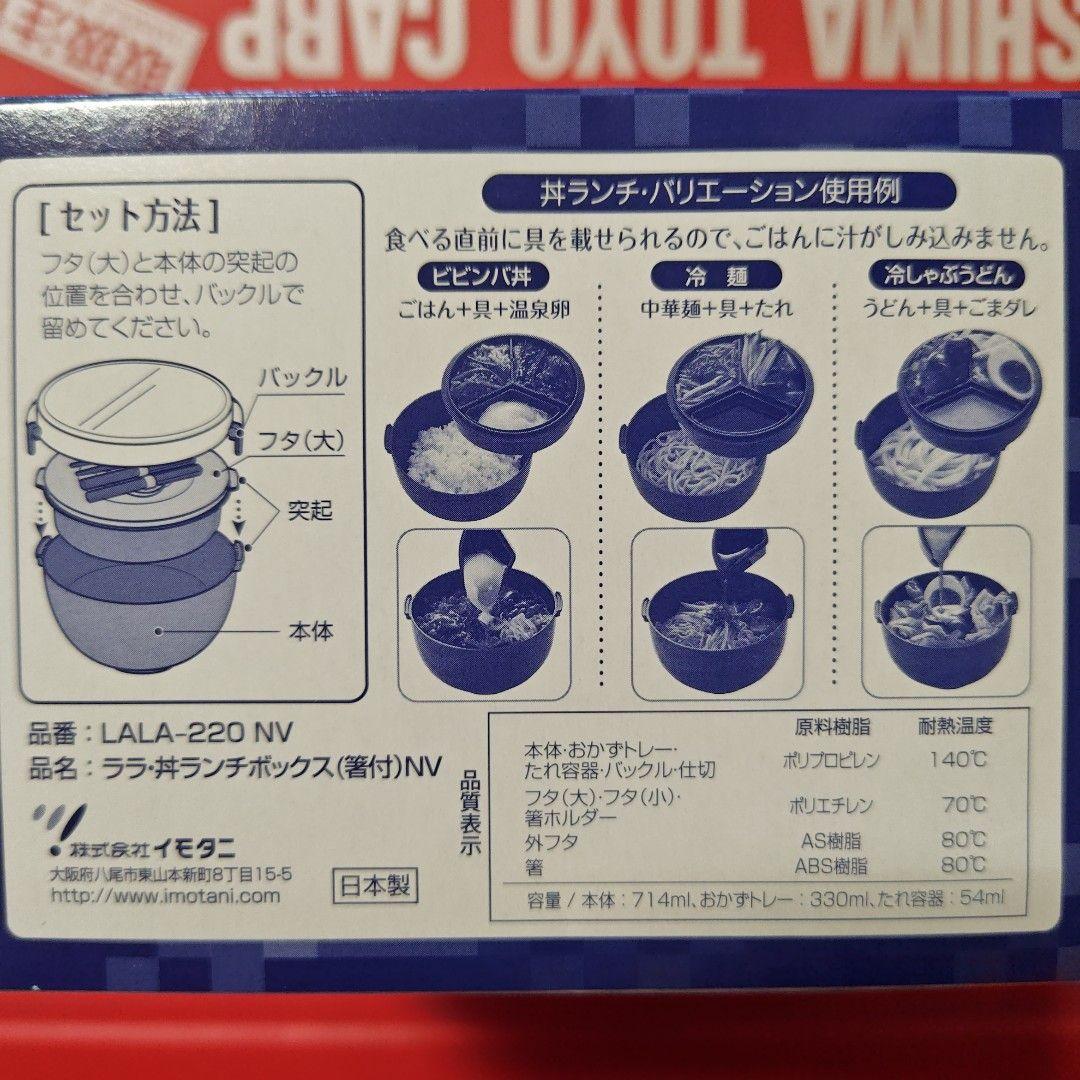 取扱注
SHIMA TOYO CARP
[セット方法]
フタ(大)と本体の突起の
位置を合わせ、バックルで
留めてください。
バックル
フタ(大)
突起
本体
丼ランチ・バリエーション使用例
食べる直前に具を載せられるので、ごはんに汁がしみ込みません。
ビビンバ丼
ごはん+具+温泉卵
冷麺
中華麺+具+たれ
冷しゃぶうどん
うどん+具+ごまダレ
品番:LALA-220 NV
品名:ララ・丼ランチボックス(箸付)NV
株式会社イモタニ
大阪府八尾市東山本新町8丁目15-5
http://www.imotani.com
日本製
品質表示
原料樹脂 耐熱温度
本体・おかずトレー・
たれ容器・バックル・仕切 ポリプロピレン 140℃
フタ(大)・フタ(小)・
箸ホルダー ポリエチレン 70℃
外フタ AS樹脂 80℃
箸 ABS樹脂 80℃
容量/本体:714ml、おかずトレー:330ml、たれ容器:54ml